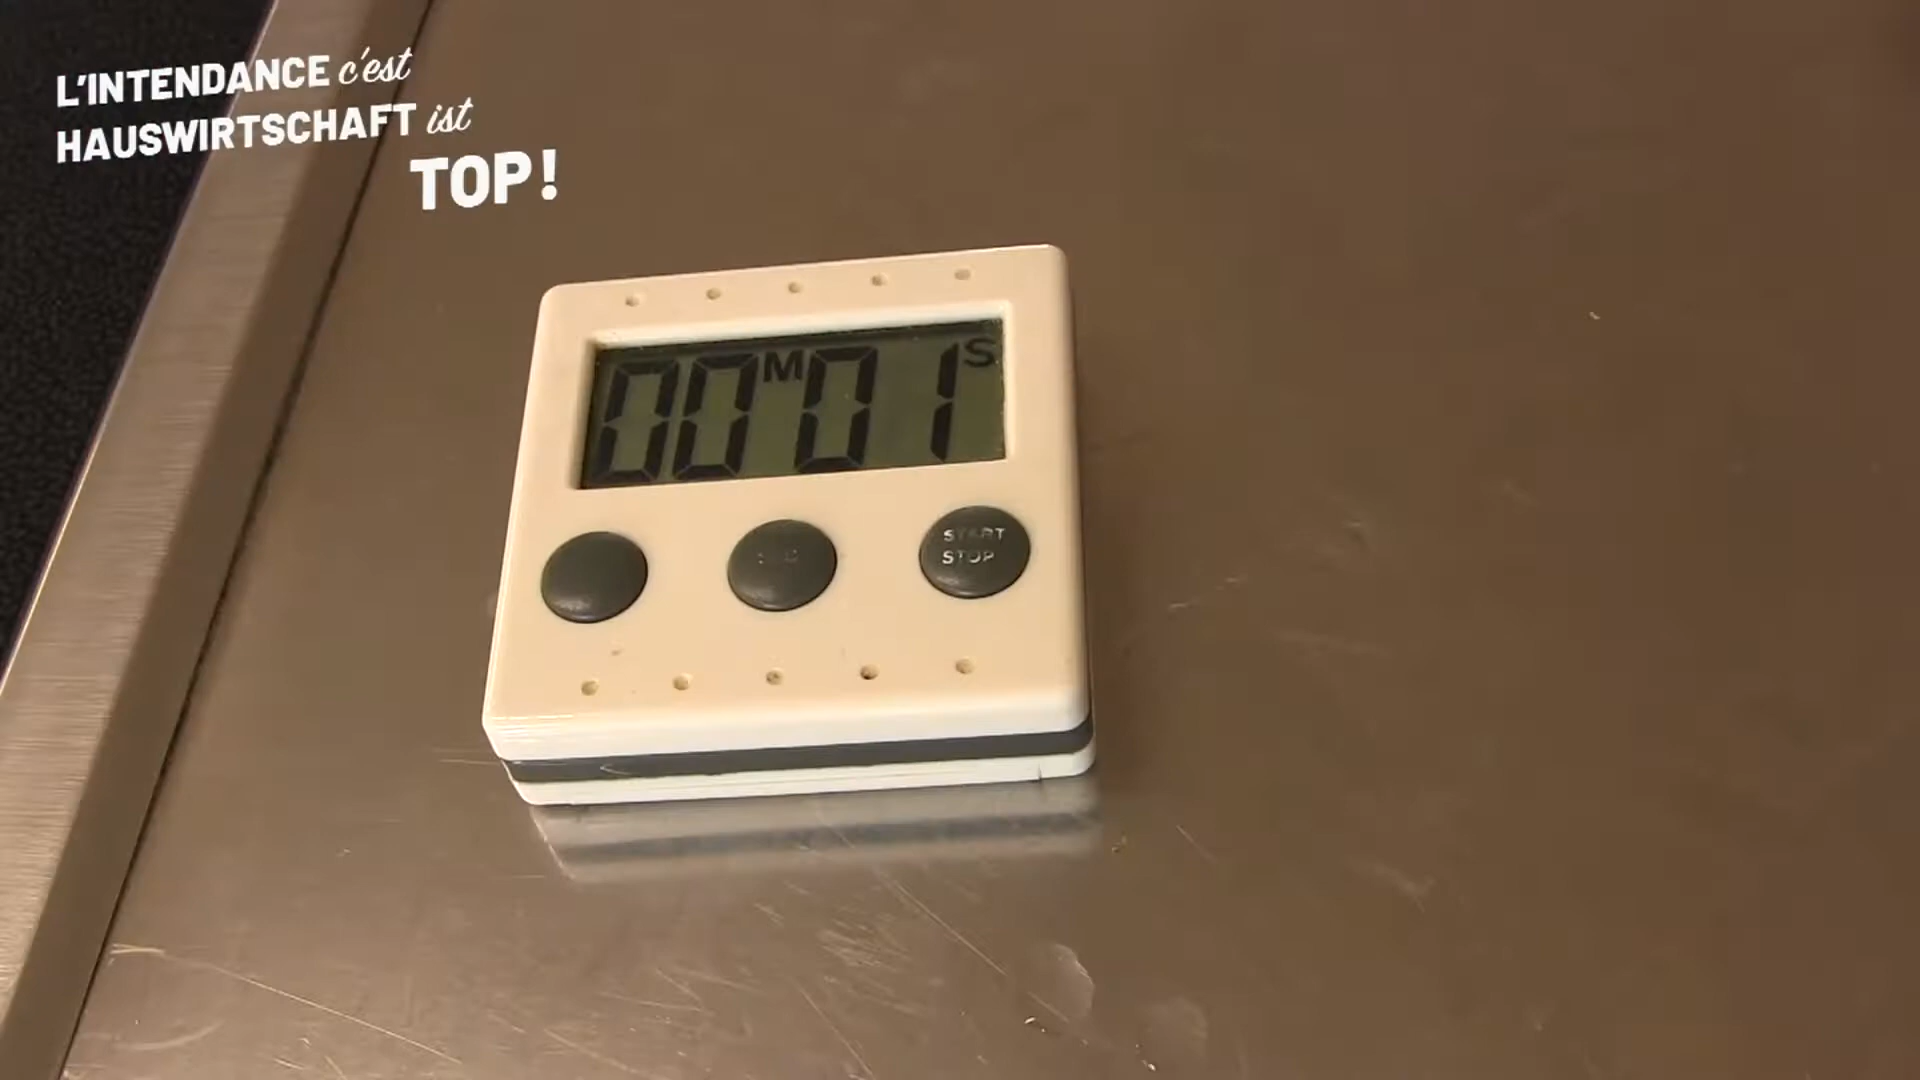 L'INTENDANCE c'est
HAUSWIRTSCHAFT ist
TOP!
00M01S
START
STOP